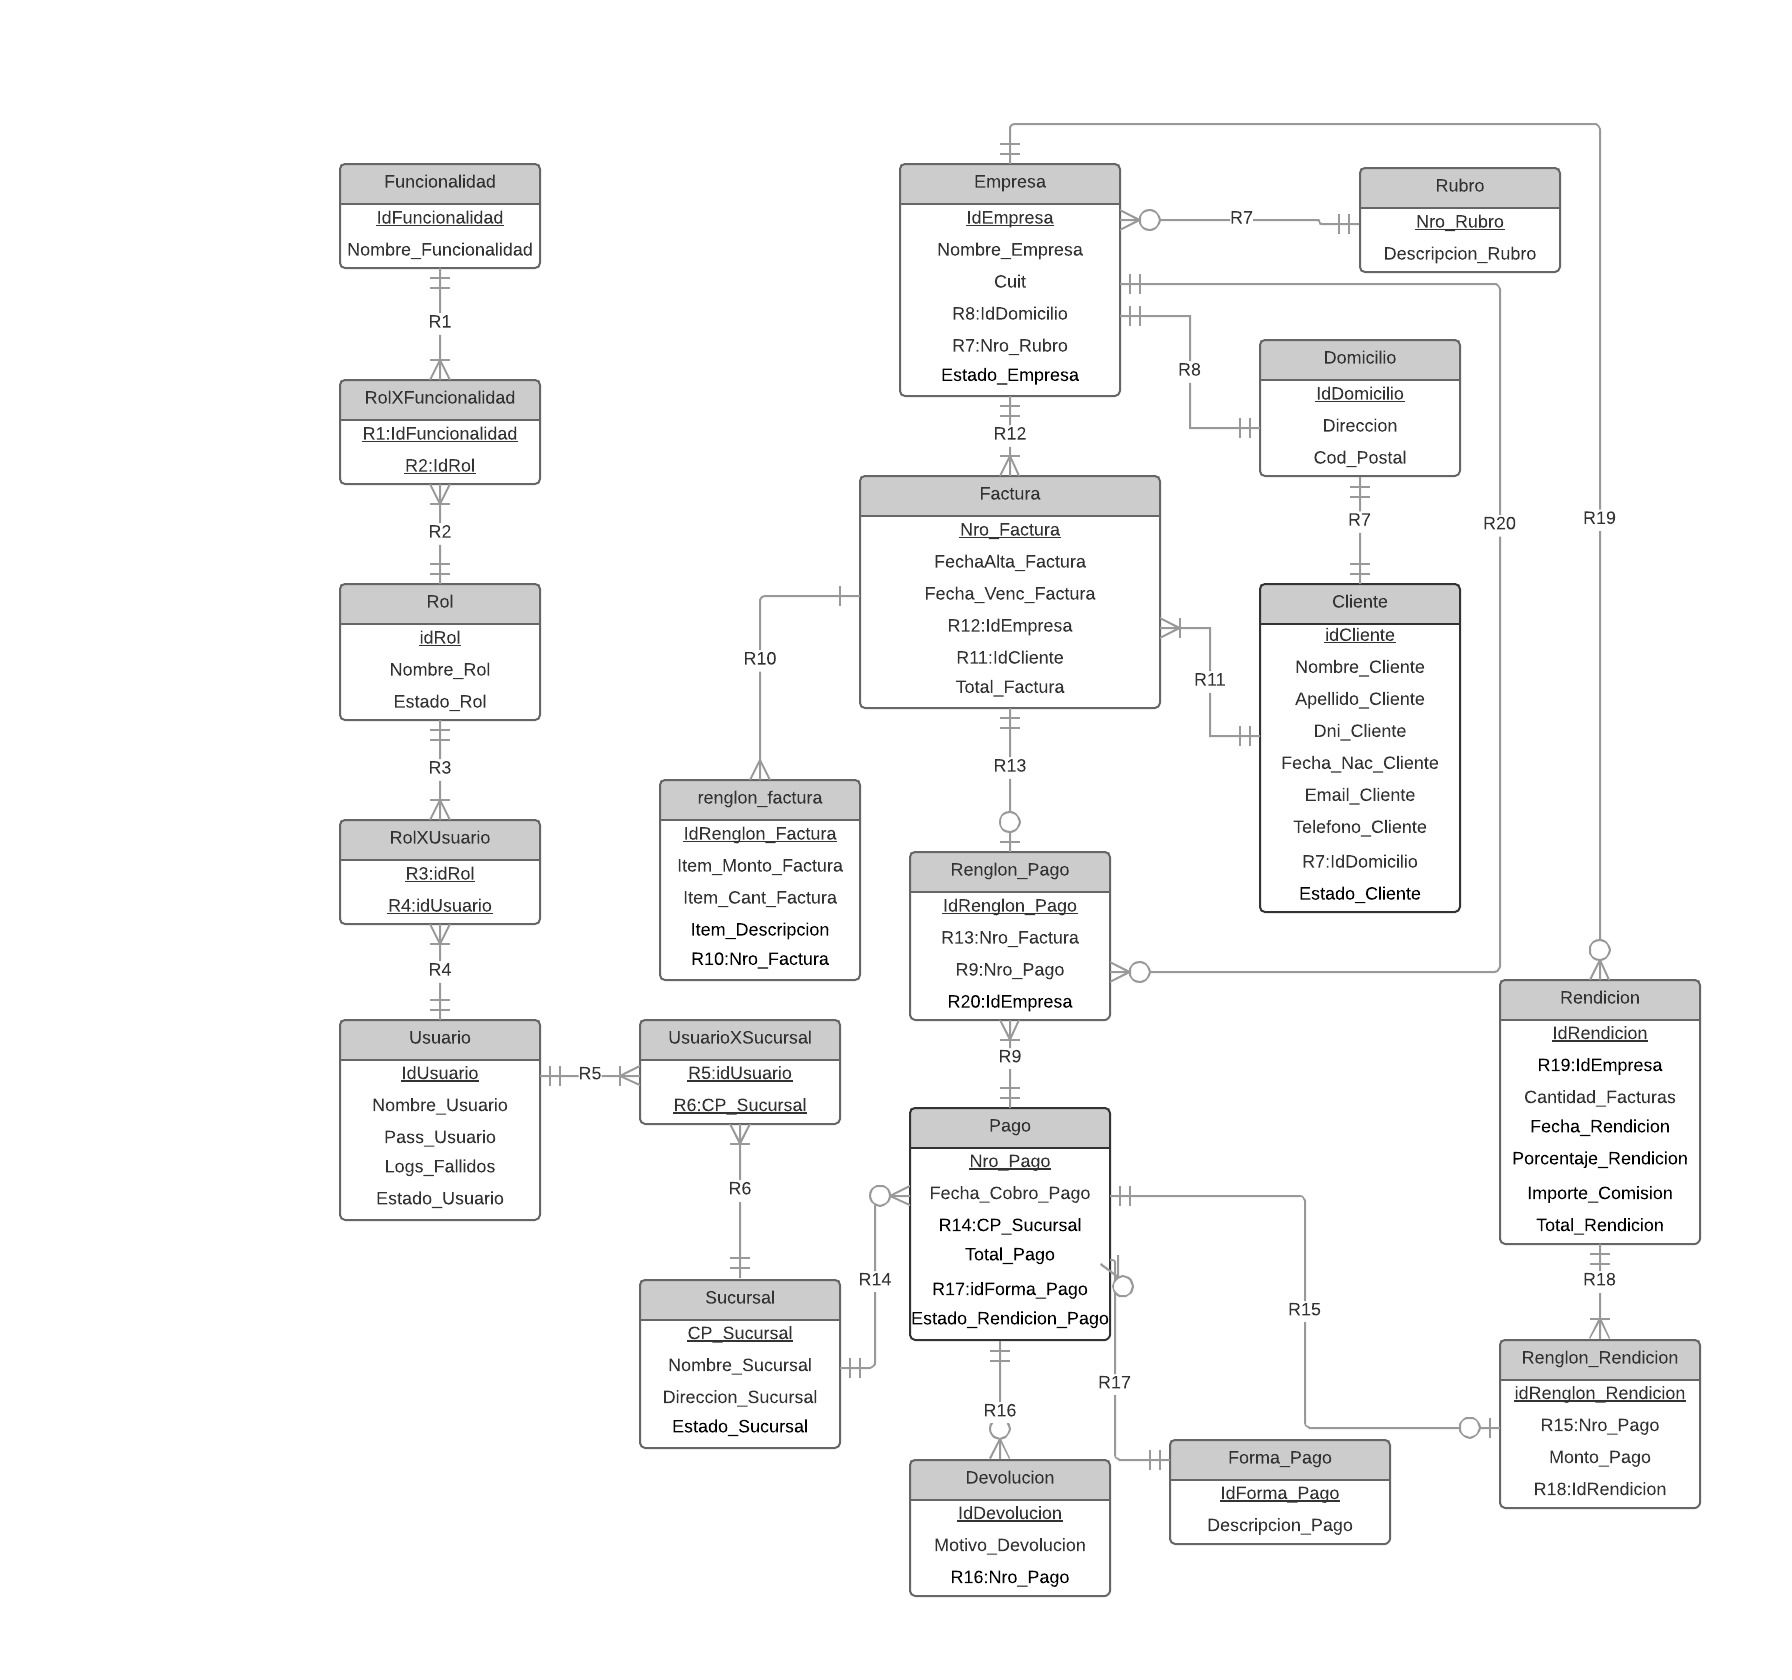 Funcionalidad
IdFuncionalidad
Nombre_Funcionalidad
R1
RolXFuncionalidad
R1:IdFuncionalidad
R2:IdRol
R2
Rol
idRol
Nombre_Rol
Estado_Rol
R3
RolXUsuario
R3:idRol
R4:idUsuario
R4
Usuario
IdUsuario
Nombre_Usuario
Pass_Usuario
Logs_Fallidos
Estado_Usuario
R5
UsuarioXSucursal
R5:idUsuario
R6:CP_Sucursal
R6
Sucursal
CP_Sucursal
Nombre_Sucursal
Direccion_Sucursal
Estado_Sucursal
R14
Empresa
IdEmpresa
Nombre_Empresa
Cuit
R8:IdDomicilio
R7:Nro_Rubro
Estado_Empresa
R7
Rubro
Nro_Rubro
Descripcion_Rubro
R8
Domicilio
IdDomicilio
Direccion
Cod_Postal
R7
Cliente
idCliente
Nombre_Cliente
Apellido_Cliente
Dni_Cliente
Fecha_Nac_Cliente
Email_Cliente
Telefono_Cliente
R7:IdDomicilio
Estado_Cliente
R12
Factura
Nro_Factura
FechaAlta_Factura
Fecha_Venc_Factura
R12:IdEmpresa
R11:IdCliente
Total_Factura
R11
R10
renglon_factura
IdRenglon_Factura
Item_Monto_Factura
Item_Cant_Factura
Item_Descripcion
R10:Nro_Factura
R13
Renglon_Pago
IdRenglon_Pago
R13:Nro_Factura
R9:Nro_Pago
R20:IdEmpresa
R20
R19
R9
Pago
Nro_Pago
Fecha_Cobro_Pago
R14:CP_Sucursal
Total_Pago
R17:idForma_Pago
Estado_Rendicion_Pago
R16
Devolucion
IdDevolucion
Motivo_Devolucion
R16:Nro_Pago
R17
Forma_Pago
IdForma_Pago
Descripcion_Pago
R15
Rendicion
IdRendicion
R19:IdEmpresa
Cantidad_Facturas
Fecha_Rendicion
Porcentaje_Rendicion
Importe_Comision
Total_Rendicion
R18
Renglon_Rendicion
idRenglon_Rendicion
R15:Nro_Pago
Monto_Pago
R18:IdRendicion